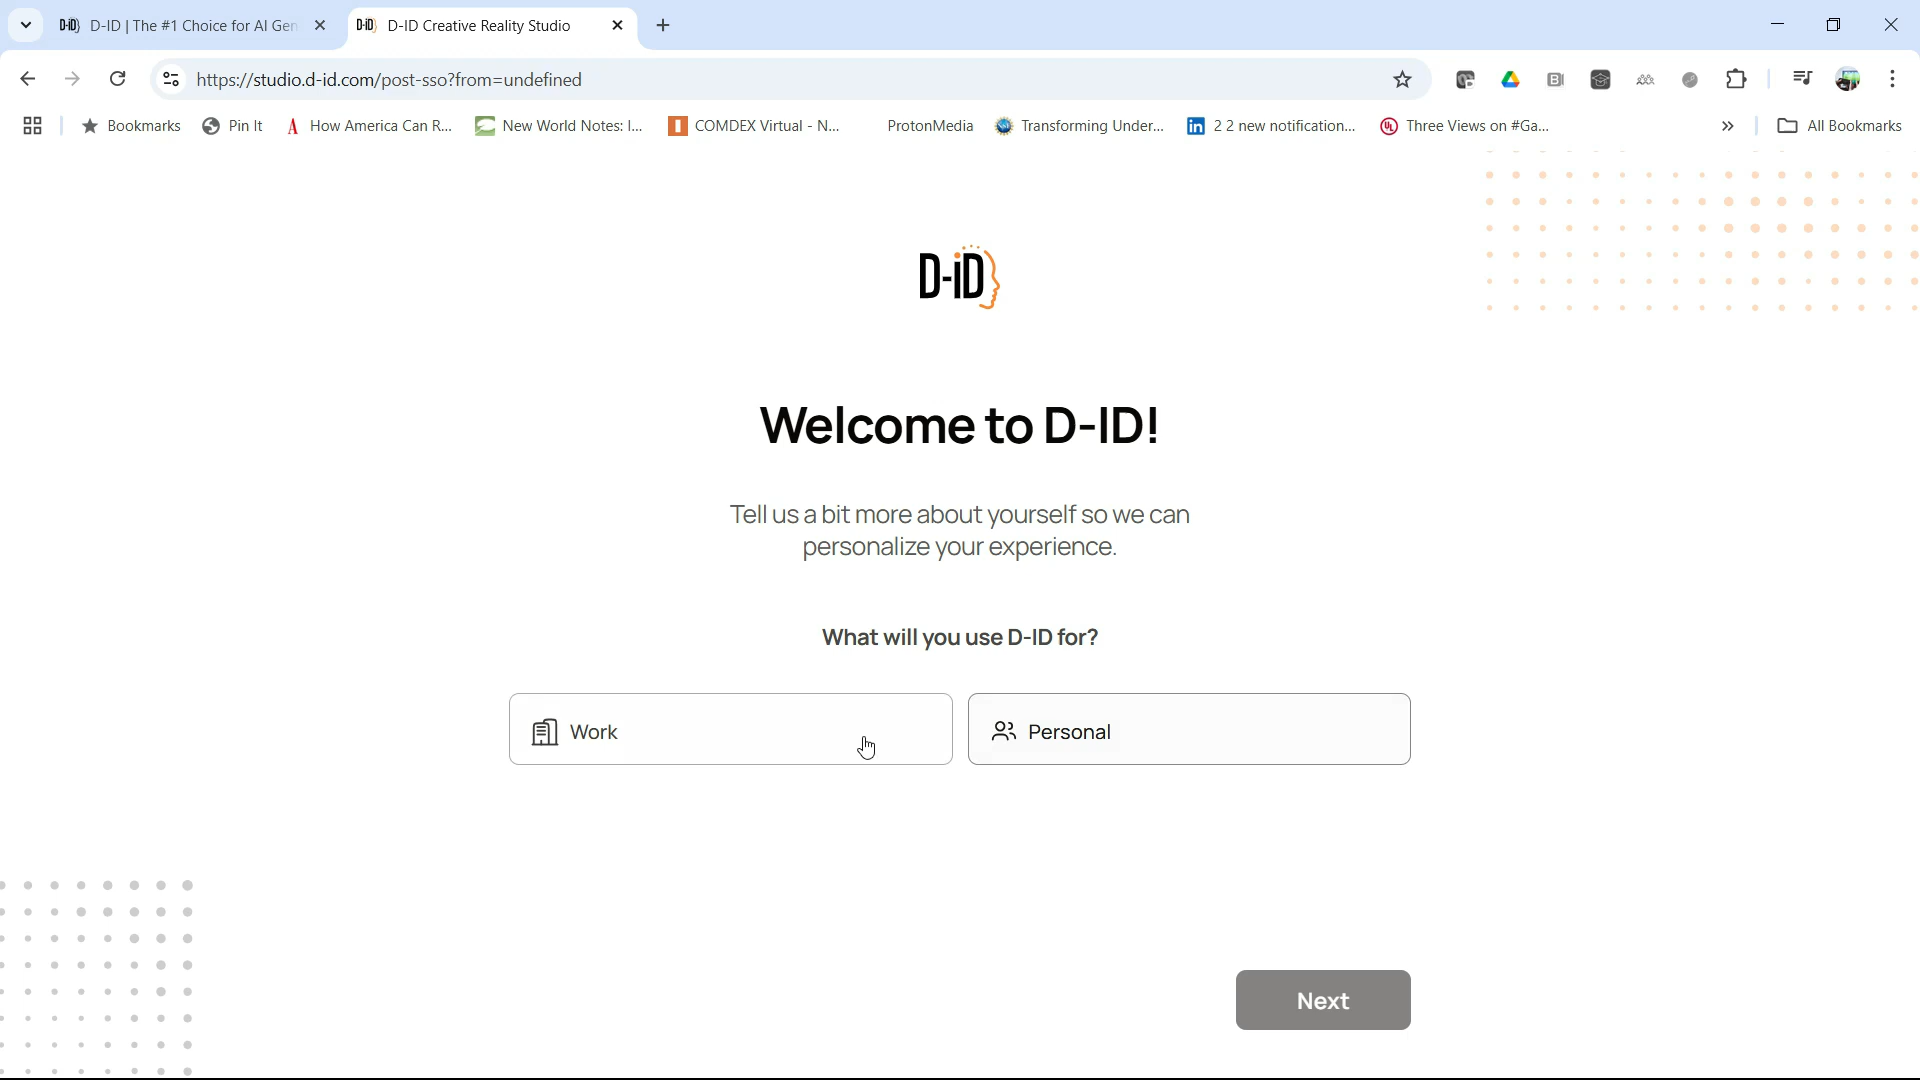 D-ID | The #1 Choice for AI Gen
D-ID Creative Reality Studio
https://studio.d-id.com/post-sso?from=undefined
Bookmarks
Pin It
How America Can R...
New World Notes: I...
COMDEX Virtual - N...
ProtonMedia
Transforming Under...
2 2 new notification...
Three Views on #Ga...
All Bookmarks
D-iD
Welcome to D-ID!
Tell us a bit more about yourself so we can
personalize your experience.
What will you use D-ID for?
Work
Personal
Next